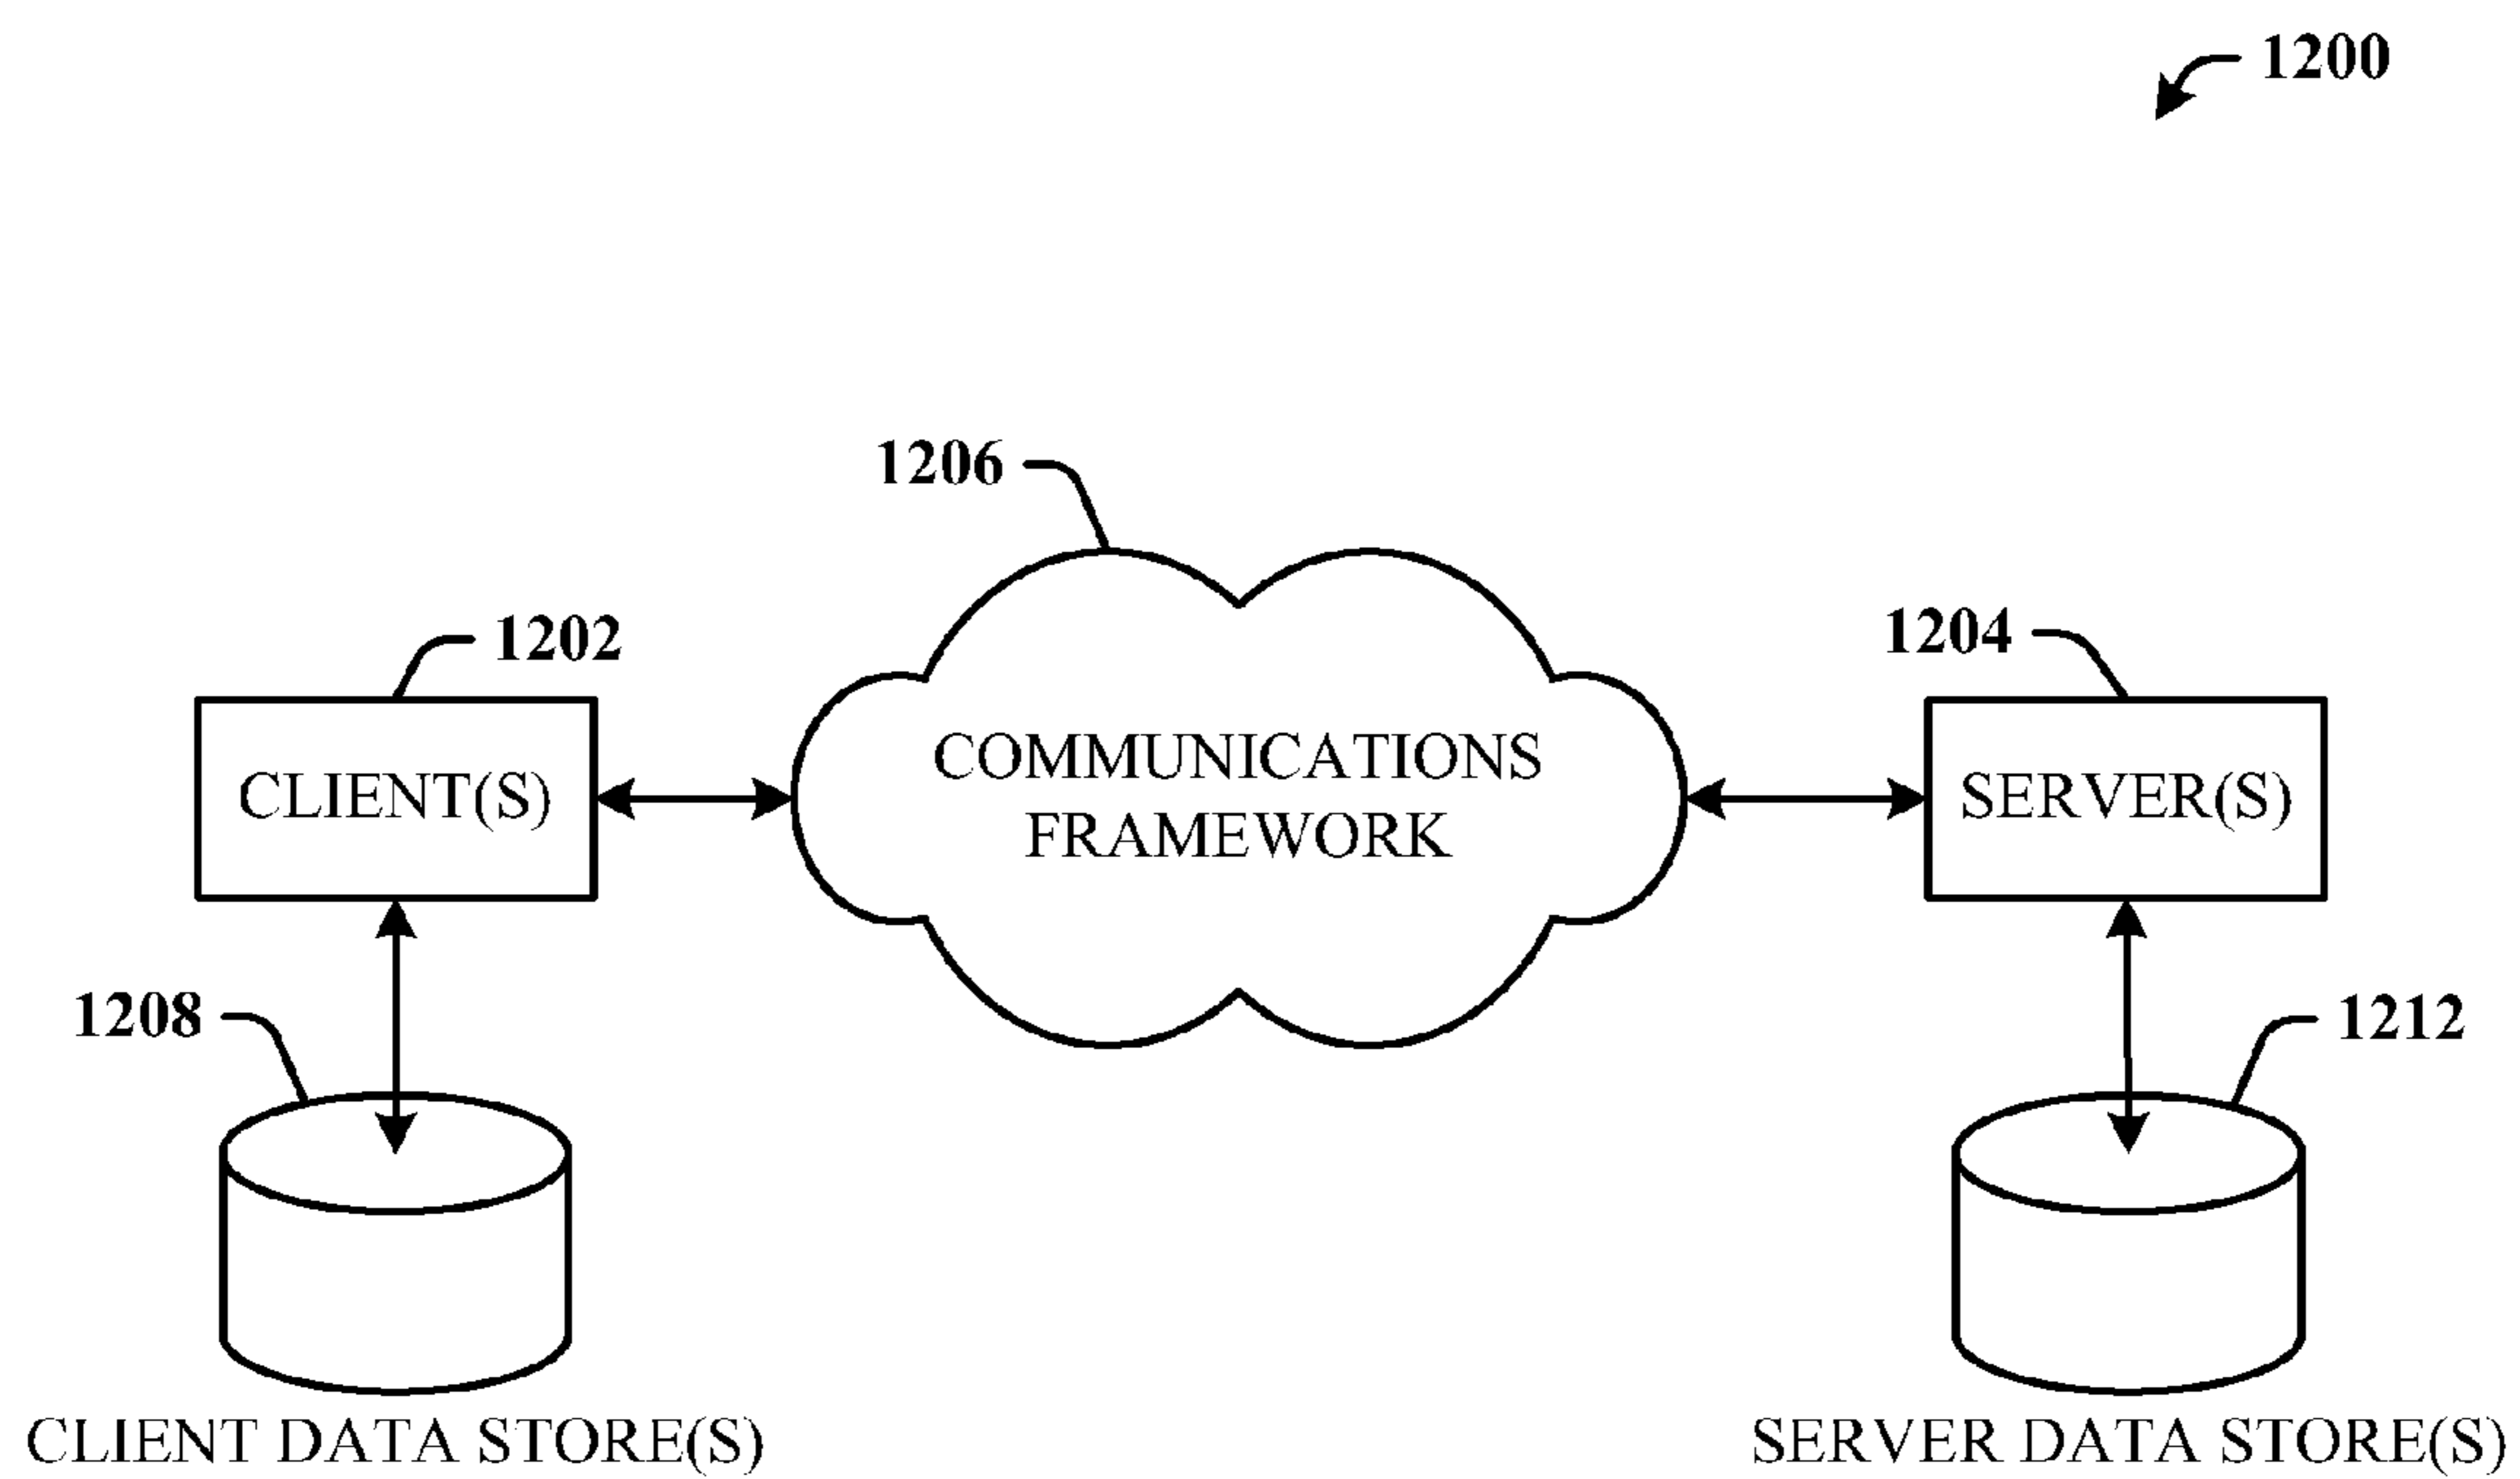 1200
1206
1202
1204
CLIENT(S)
COMMUNICATIONS
FRAMEWORK
SERVER(S)
1208
1212
CLIENT DATA STORE(S)
SERVER DATA STORE(S)